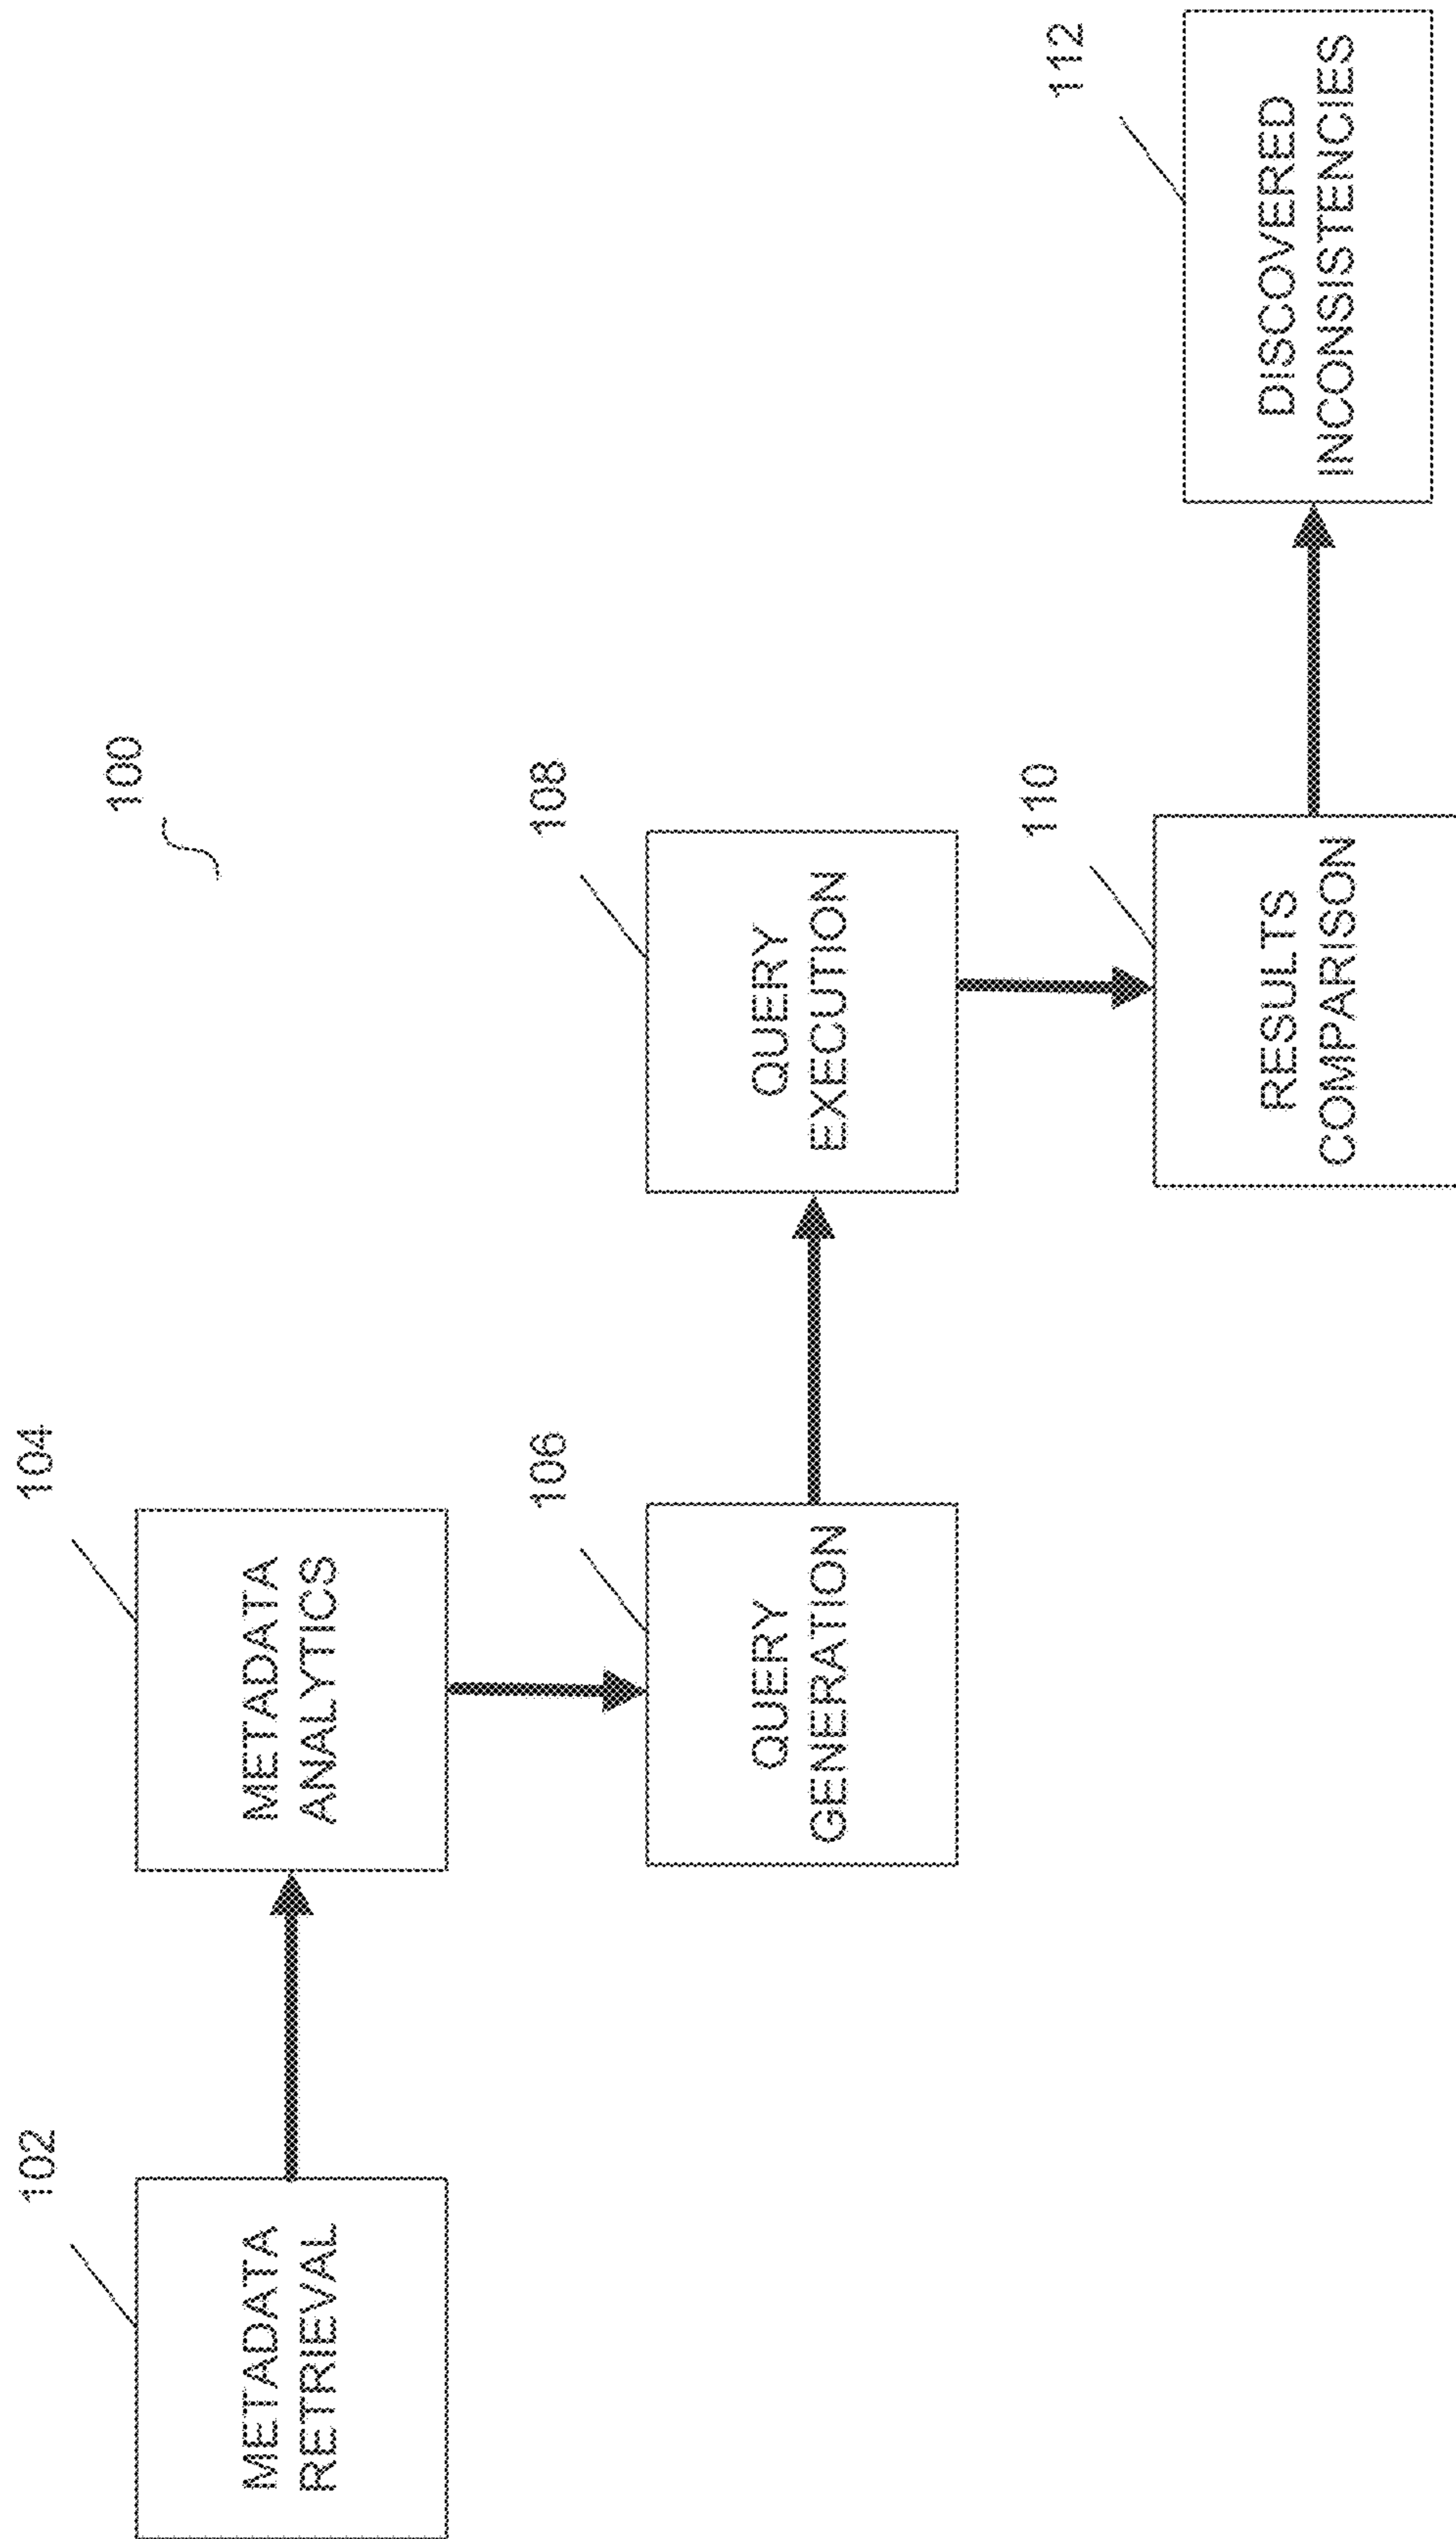 100
102
METADATA
RETRIEVAL
104
METADATA
ANALYTICS
106
QUERY
GENERATION
108
QUERY
EXECUTION
110
RESULTS
COMPARISON
112
DISCOVERED
INCONSISTENCIES